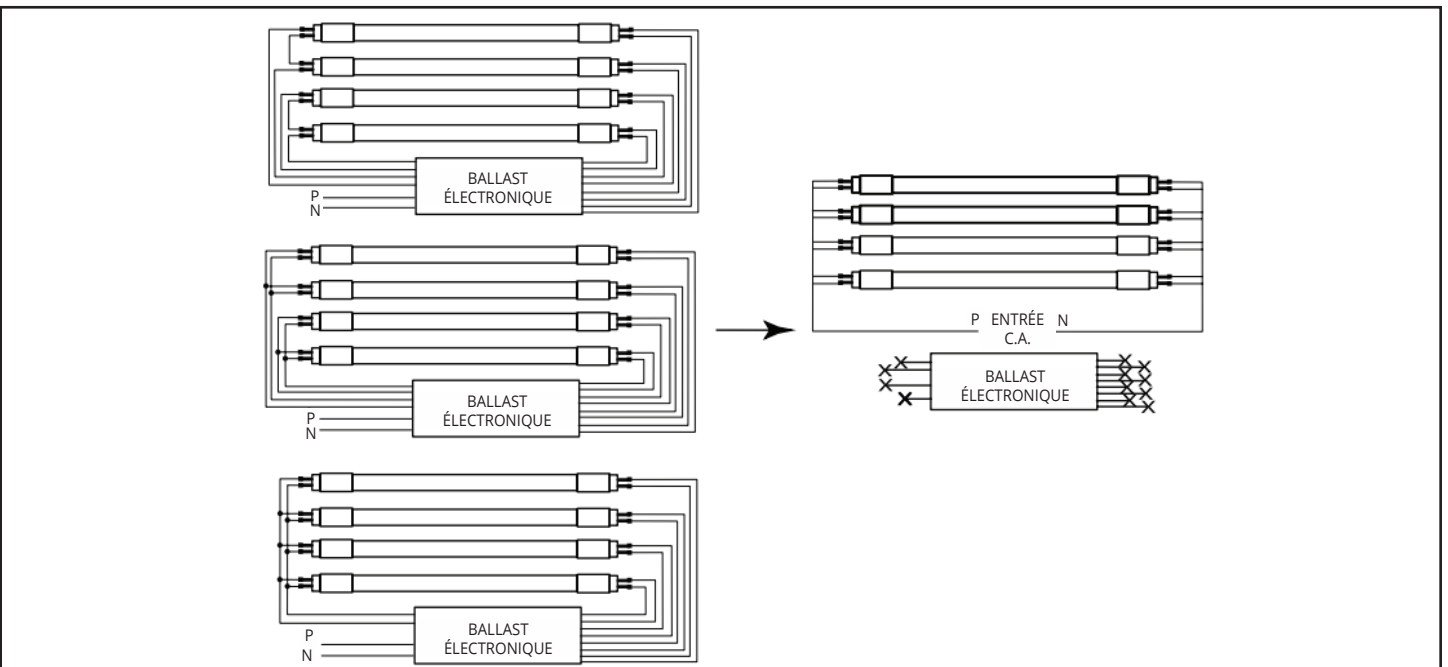 BALLAST
ÉLECTRONIQUE
P
N
BALLAST
ÉLECTRONIQUE
P
N
BALLAST
ÉLECTRONIQUE
P
N
P ENTRÉE N
C.A.
BALLAST
ÉLECTRONIQUE